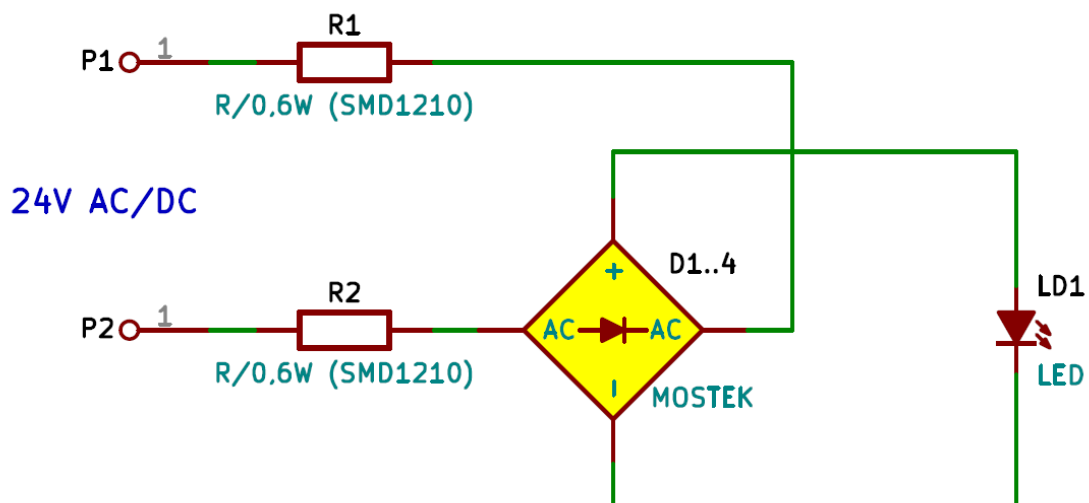 R1
P1 1
R/0,6W (SMD1210)
24V AC/DC
+
D1..4
R2
LD1
P2 1
AC AC
R/0,6W (SMD1210)
LED
-
MOSTEK